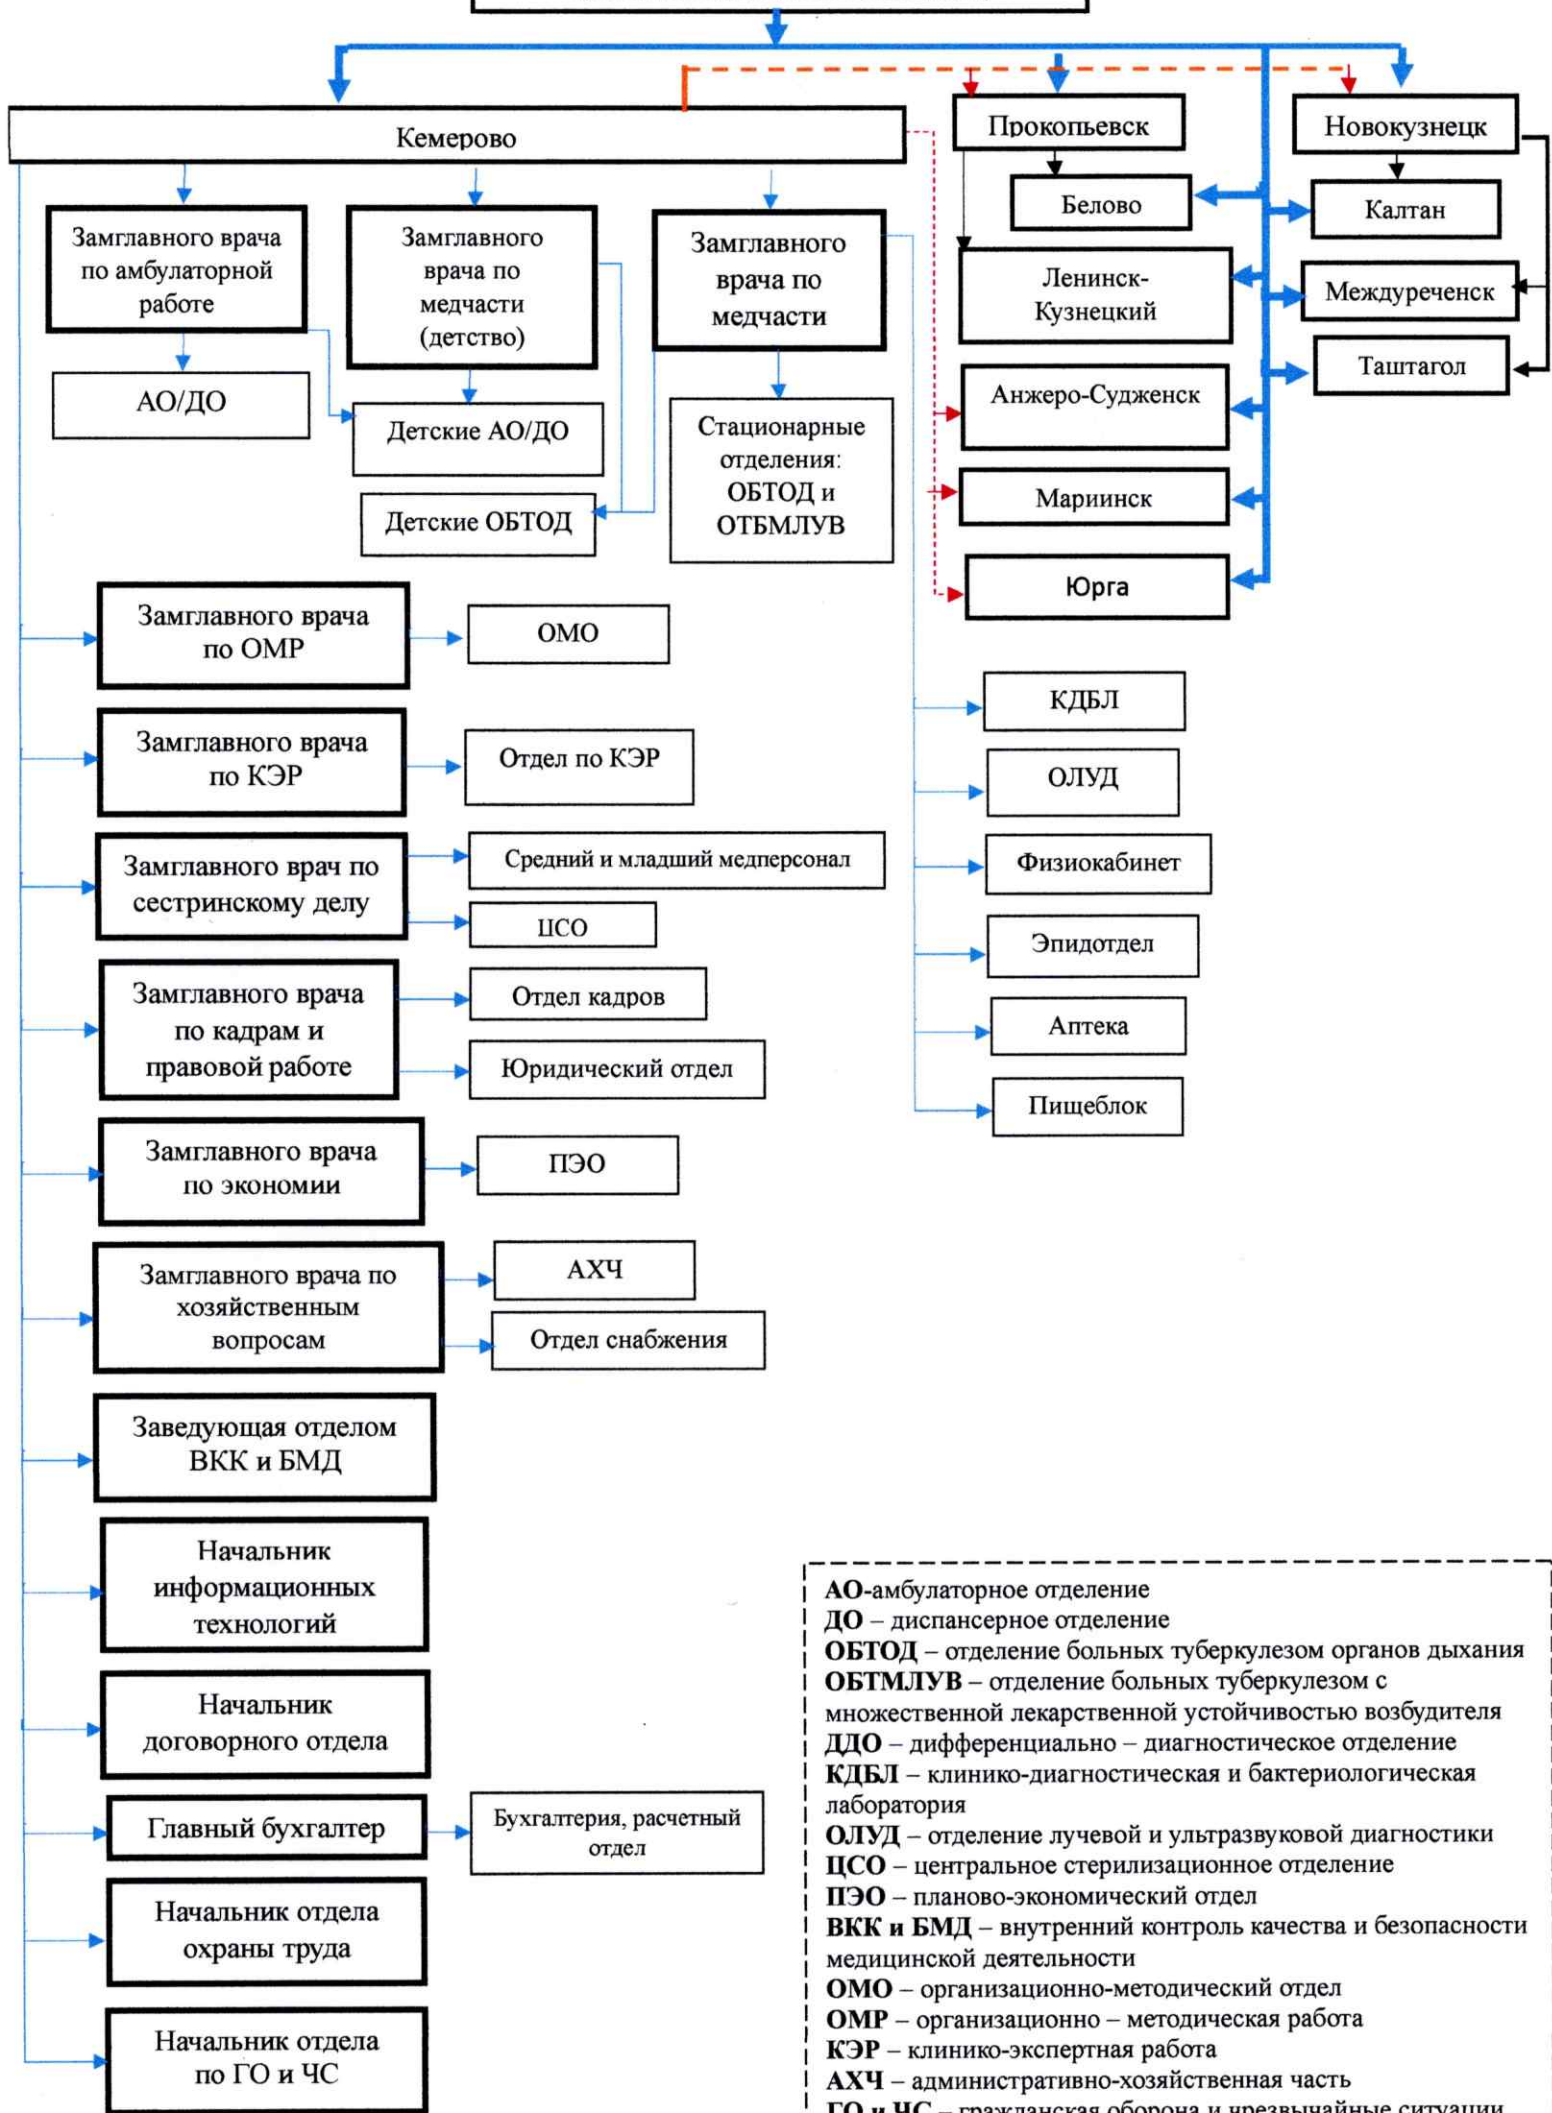 Кемерово
Прокопьевск
Новокузнецк
Белово
Калтан
Ленинск-
Кузнецкий
Междуреченск
Таштагол
Анжеро-Судженск
Мариинск
Юрга
Замглавного врача
по амбулаторной
работе
Замглавного
врача по
медчасти
(детство)
Замглавного
врача по
медчасти
АО/ДО
Детские АО/ДО
Детские ОБТОД
Стационарные
отделения:
ОБТОД и
ОТБМЛУВ
Замглавного врача
по ОМР
ОМО
Замглавного врача
по КЭР
Отдел по КЭР
Замглавного врач по
сестринскому делу
Средний и младший медперсонал
ЦСО
Замглавного врача
по кадрам и
правовой работе
Отдел кадров
Юридический отдел
Замглавного врача
по экономии
ПЭО
Замглавного врача по
хозяйственным
вопросам
АХЧ
Отдел снабжения
Заведующая отделом
ВКК и БМД
Начальник
информационных
технологий
Начальник
договорного отдела
Главный бухгалтер
Бухгалтерия, расчетный
отдел
Начальник отдела
охраны труда
Начальник отдела
по ГО и ЧС
КДБЛ
ОЛУД
Физиокабинет
Эпидотдел
Аптека
Пищеблок
АО-амбулаторное отделение
ДО – диспансерное отделение
ОБТОД – отделение больных туберкулезом органов дыхания
ОБТМЛУВ – отделение больных туберкулезом с
множественной лекарственной устойчивостью возбудителя
ДДО – дифференциально – диагностическое отделение
КДБЛ – клинико-диагностическая и бактериологическая
лаборатория
ОЛУД – отделение лучевой и ультразвуковой диагностики
ЦСО – центральное стерилизационное отделение
ПЭО – планово-экономический отдел
ВКК и БМД – внутренний контроль качества и безопасности
медицинской деятельности
ОМО – организационно-методический отдел
ОМР – организационно – методическая работа
КЭР – клинико-экспертная работа
АХЧ – административно-хозяйственная часть
ГО и ЧС – гражданская оборона и чрезвычайные ситуации